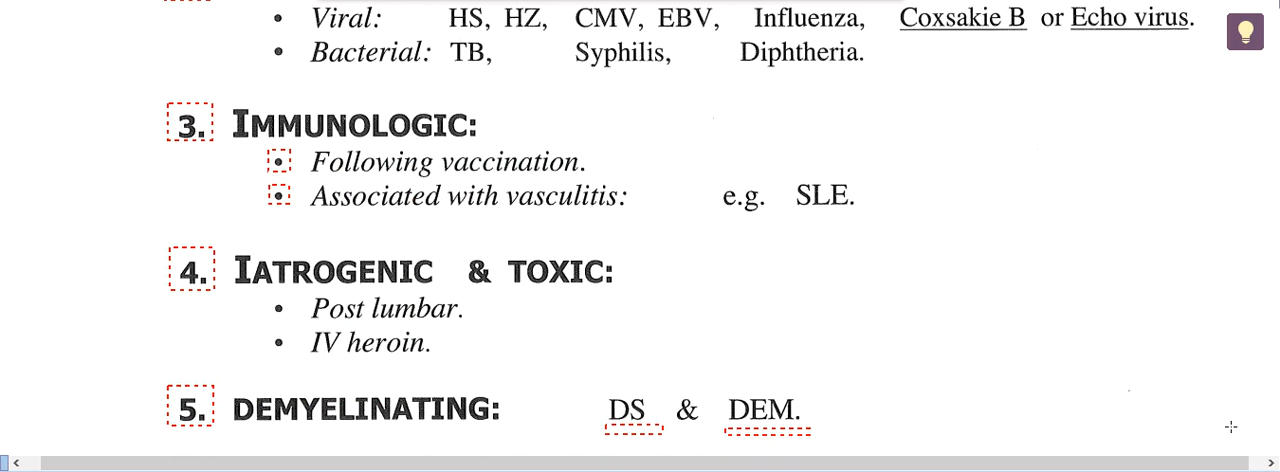 • Viral: HS, HZ, CMV, EBV, Influenza, Coxsakie B or Echo virus.
• Bacterial: TB, Syphilis, Diphtheria.
3. IMMUNOLOGIC:
• Following vaccination.
• Associated with vasculitis: e.g. SLE.
4. IATROGENIC & TOXIC:
• Post lumbar.
• IV heroin.
5. DEMYELINATING: DS & DEM.